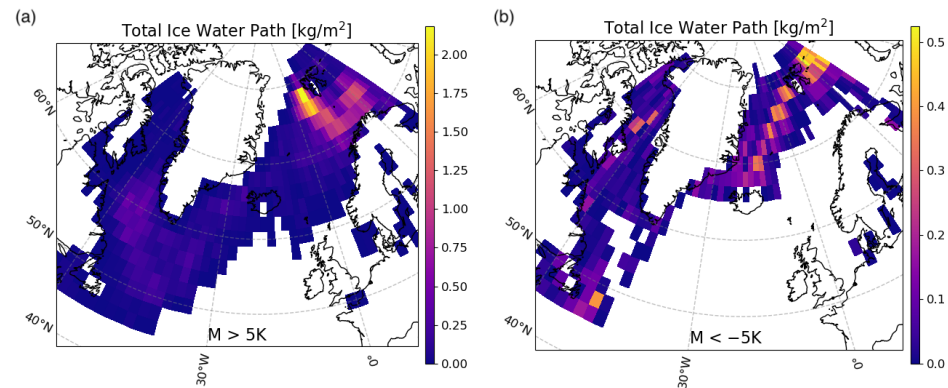 (a)
Total Ice Water Path [kg/m²]
60°N
50°N
40°N
30°W
0°
M > 5K
2.00
1.75
1.50
1.25
1.00
0.75
0.50
0.25
0.00
(b)
Total Ice Water Path [kg/m²]
60°N
50°N
40°N
30°W
0°
M < −5K
0.5
0.4
0.3
0.2
0.1
0.0